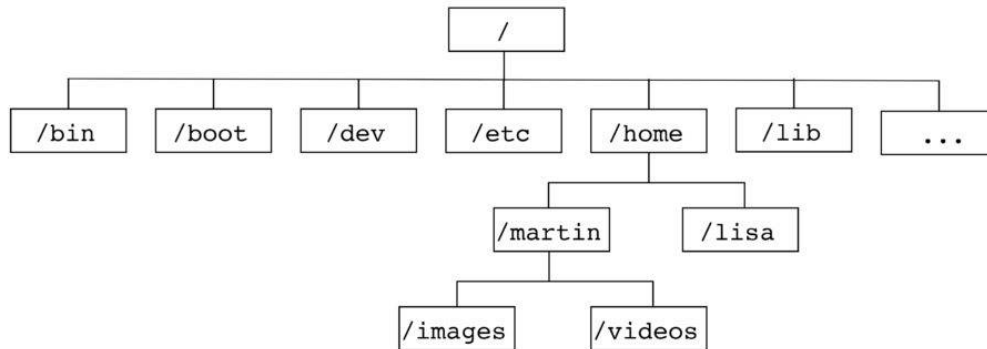 /
/bin /boot /dev /etc /home /lib ...
/martin /lisa
/images /videos